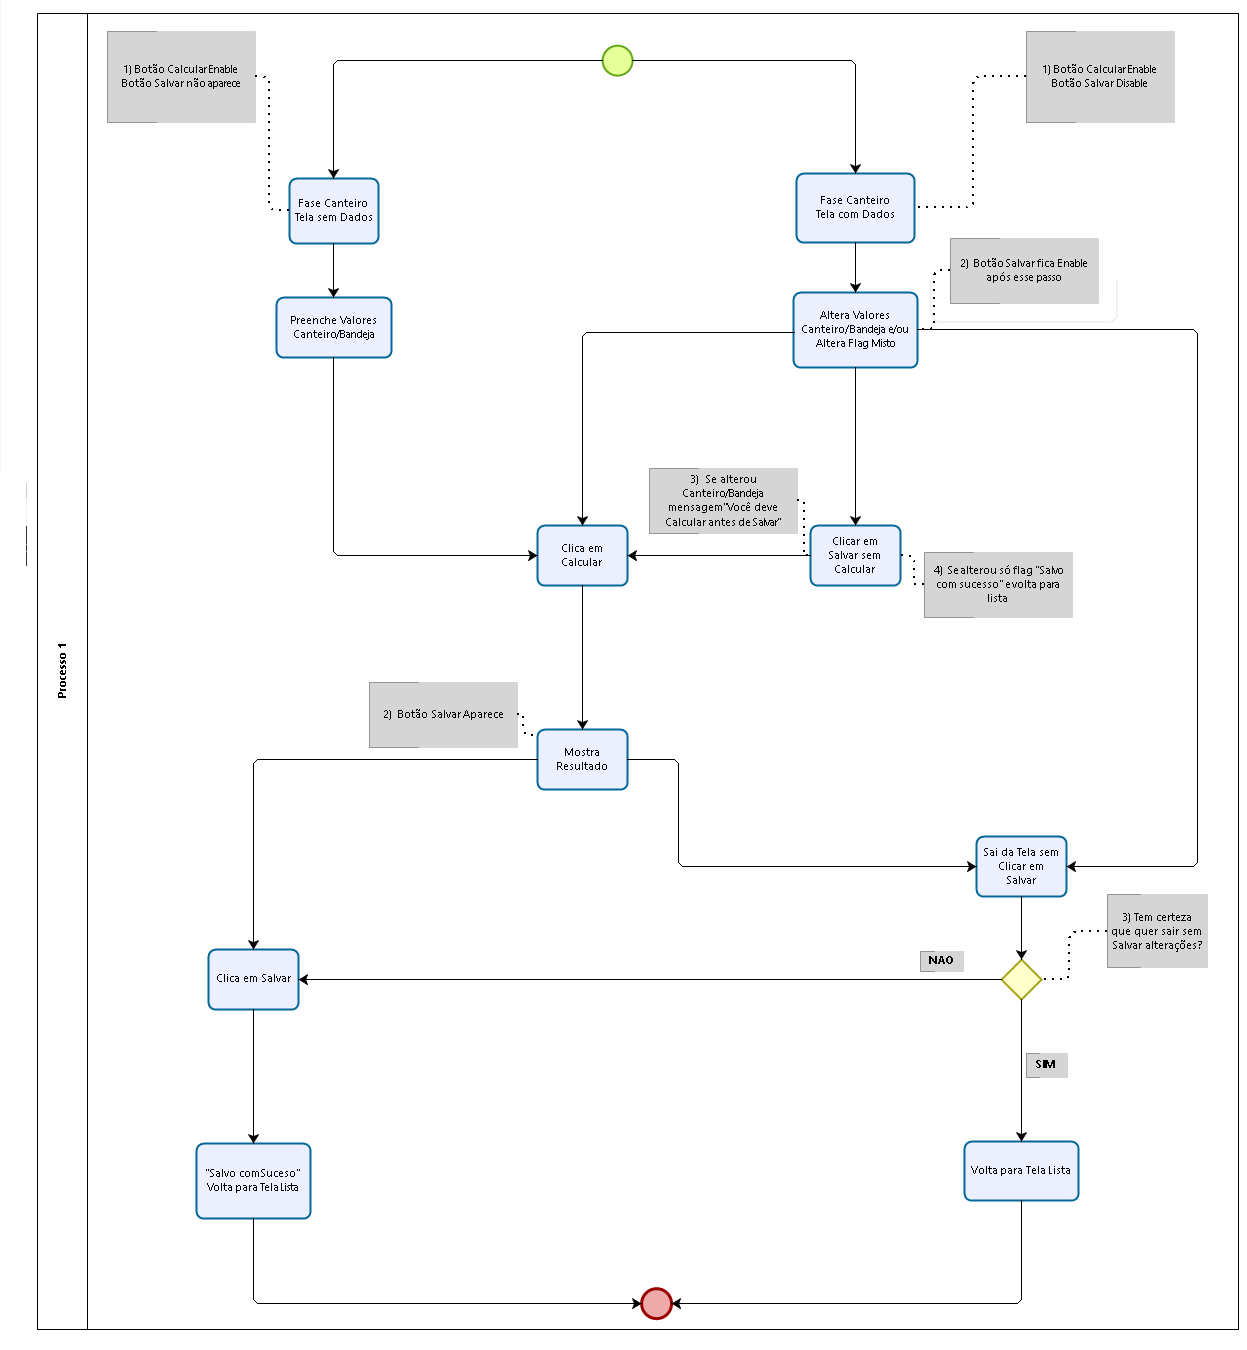 1) Botão Calcular Enable
Botão Salvar não aparece
1) Botão Calcular Enable
Botão Salvar Disable
Fase Canteiro
Tela sem Dados
Fase Canteiro
Tela com Dados
2) Botão Salvar fica Enable
após esse passo
Preenche Valores
Canteiro/Bandeja
Altera Valores
Canteiro/Bandeja e/ou
Altera Flag Misto
3) Se alterou
Canteiro/Bandeja
mensagem "Você deve
Calcular antes de Salvar"
Clica em
Calcular
Clicar em
Salvar sem
Calcular
4) Se alterou só flag "Salvo
com sucesso" e volta para
lista
Processo 1
2) Botão Salvar Aparece
Mostra
Resultado
Sai da Tela sem
Clicar em
Salvar
3) Tem certeza
que quer sair sem
Salvar alterações?
NAO
Clica em Salvar
SIM
"Salvo com Suceso"
Volta para Tela Lista
Volta para Tela Lista